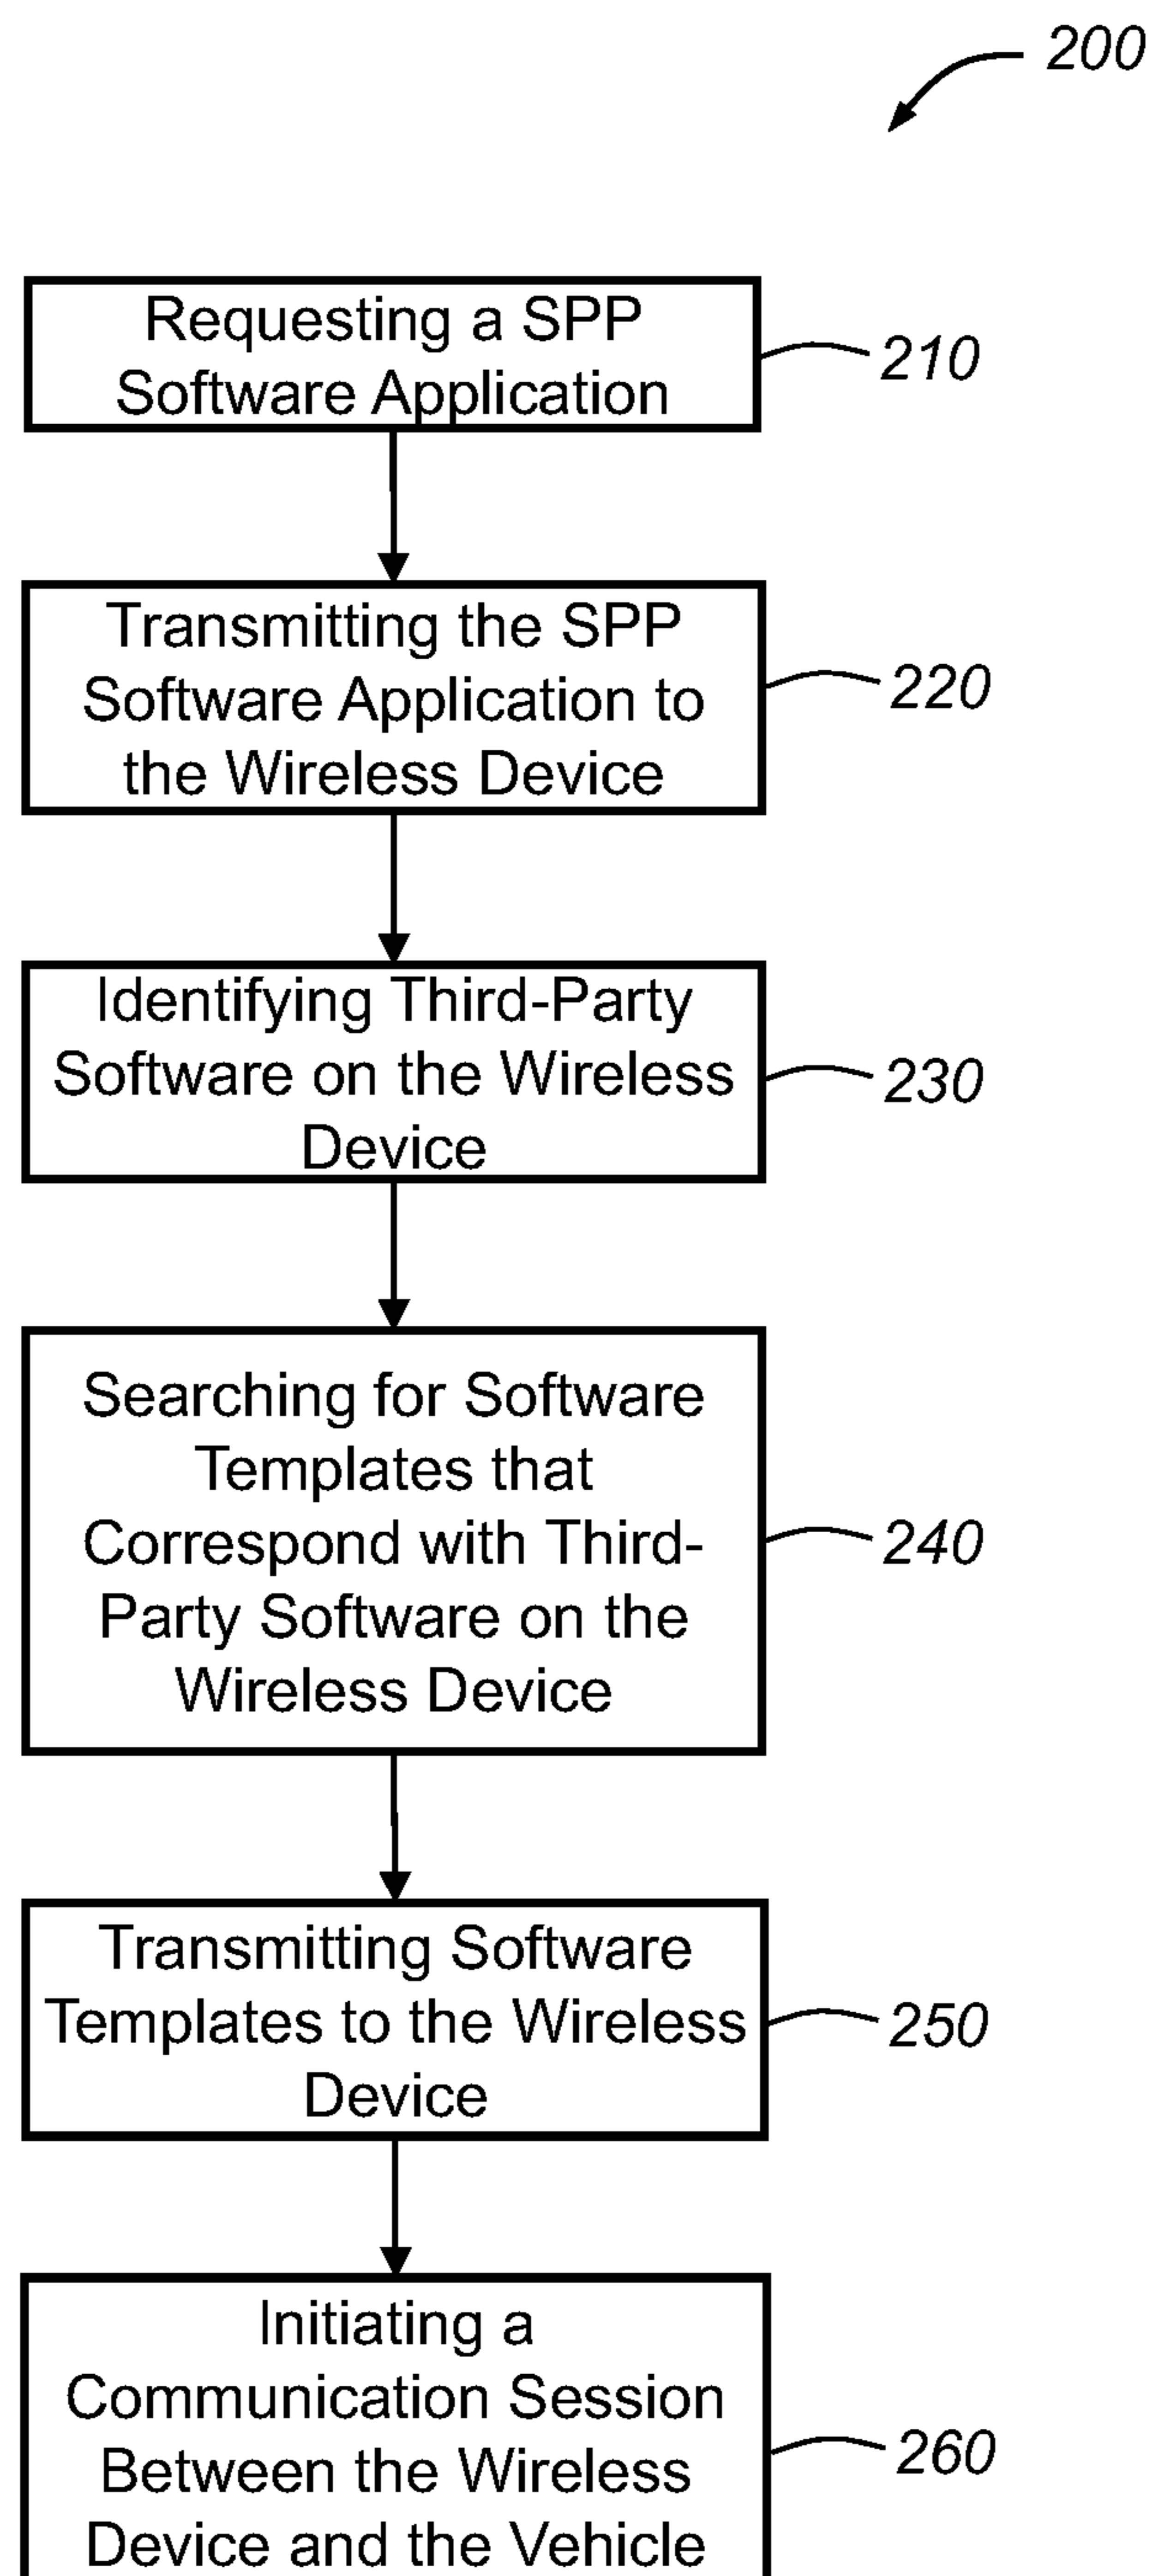 200
Requesting a SPP
Software Application
210
Transmitting the SPP
Software Application to
the Wireless Device
220
Identifying Third-Party
Software on the Wireless
Device
230
Searching for Software
Templates that
Correspond with Third-
Party Software on the
Wireless Device
240
Transmitting Software
Templates to the Wireless
Device
250
Initiating a
Communication Session
Between the Wireless
Device and the Vehicle
260